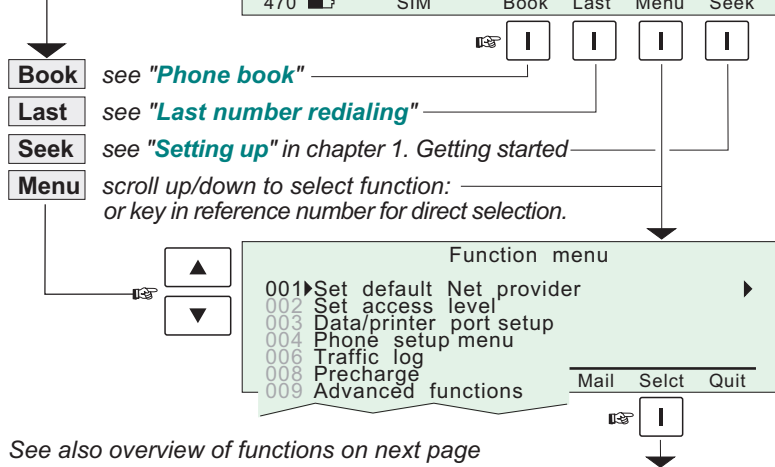 470 SIM Book Last Menu Seek
Book see "Phone book"
Last see "Last number redialing"
Seek see "Setting up" in chapter 1. Getting started
Menu scroll up/down to select function:
or key in reference number for direct selection.
Function menu
001 Set default Net provider
002 Set access level
003 Data/printer port setup
004 Phone setup menu
006 Traffic log
008 Precharge
009 Advanced functions
Mail Selct Quit
See also overview of functions on next page